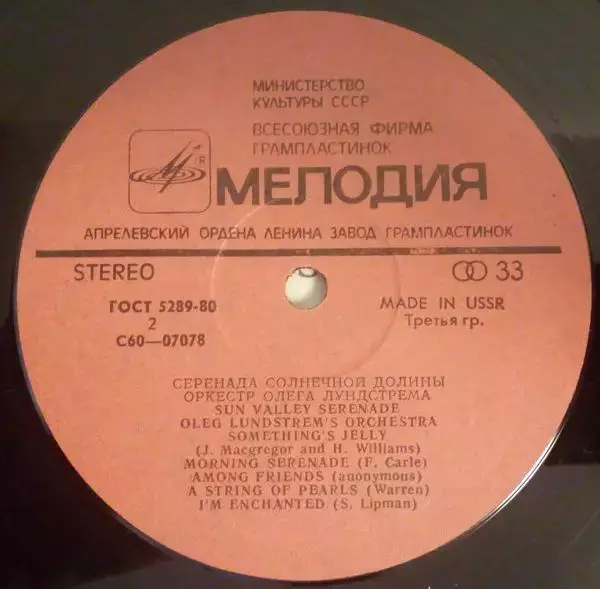 МИНИСТЕРСТВО
КУЛЬТУРЫ СССР
ВСЕСОЮЗНАЯ ФИРМА
ГРАМПЛАСТИНОК
R
МЕЛОДИЯ
АПРЕЛЕВСКИЙ ОРДЕНА ЛЕНИНА ЗАВОД ГРАМПЛАСТИНОК
STEREO 33
ГОСТ 5289-80 MADE IN USSR
2 Третья гр.
С60—07078
СЕРЕНАДА СОЛНЕЧНОЙ ДОЛИНЫ
ОРКЕСТР ОЛЕГА ЛУНДСТРЕМА
SUN VALLEY SERENADE
OLEG LUNDSTREM'S ORCHESTRA
SOMETHING'S JELLY
(J. Macgregor and H. Williams)
MORNING SERENADE (F. Carle)
AMONG FRIENDS (anonymous)
A STRING OF PEARLS (Warren)
I'M ENCHANTED (S. Lipman)